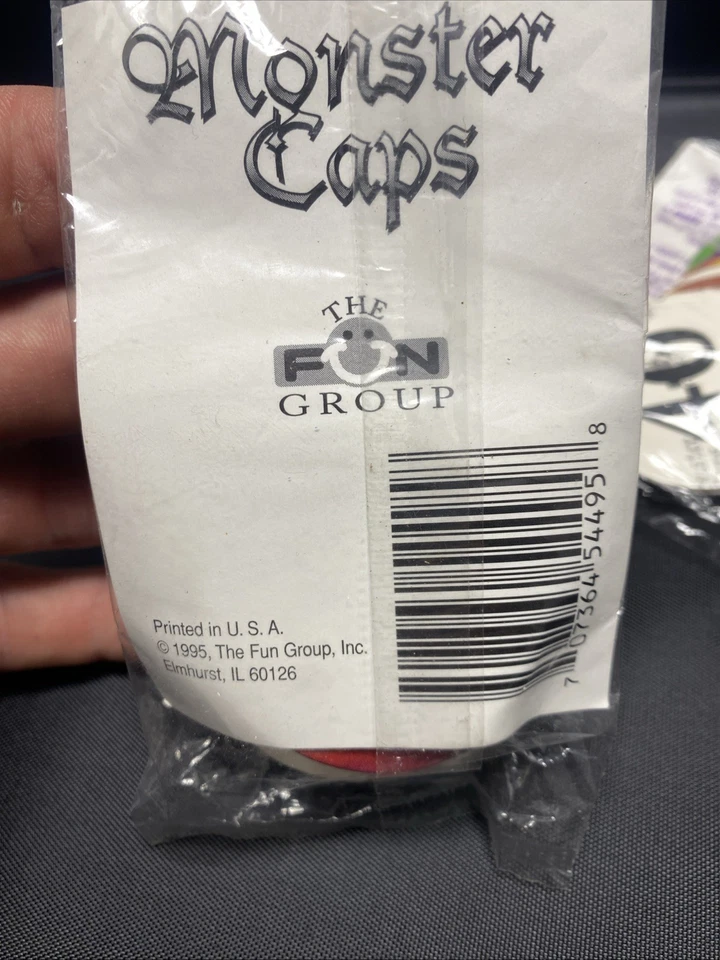 Monster
Caps
THE
FUN
GROUP
Printed in U. S. A.
© 1995, The Fun Group, Inc.
Elmhurst, IL 60126
7 07364 54495 8